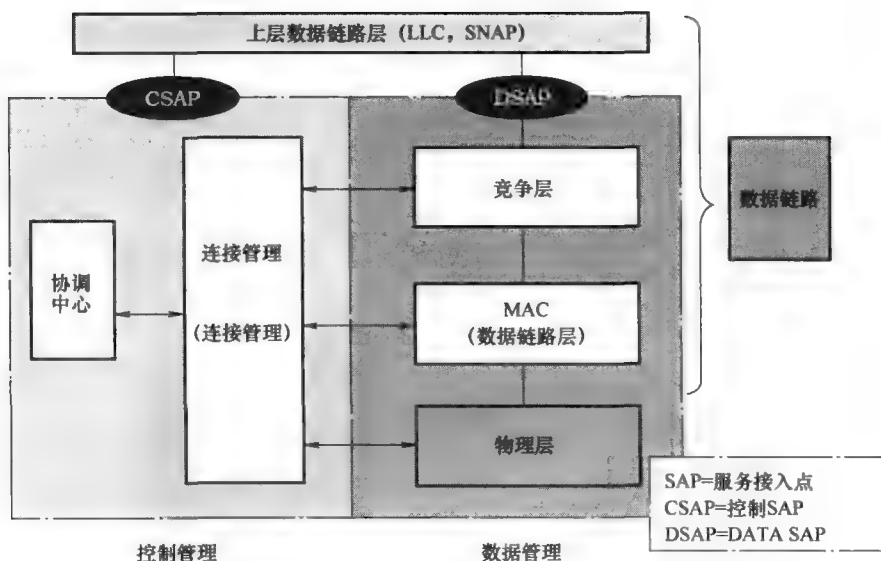 上层数据链路层(LLC，SNAP)
CSAP
DSAP
竞争层
数据链路
连接管理
(连接管理)
协调
中心
MAC
(数据链路层)
物理层
SAP=服务接入点
CSAP=控制SAP
DSAP=DATA SAP
控制管理
数据管理